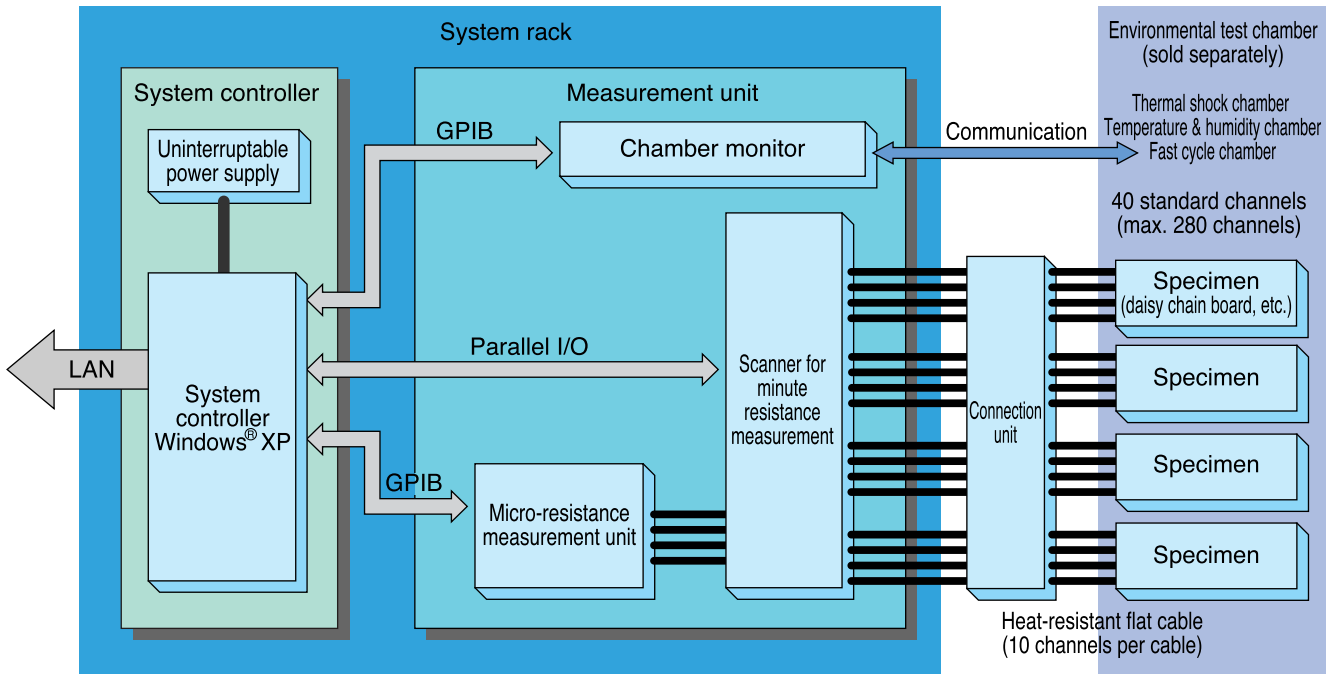 System rack
System controller
Uninterruptable
power supply
LAN
System
controller
Windows® XP
Measurement unit
GPIB
Chamber monitor
Parallel I/O
Scanner for
minute
resistance
measurement
GPIB
Micro-resistance
measurement unit
Communication
Connection
unit
Environmental test chamber
(sold separately)
Thermal shock chamber
Temperature & humidity chamber
Fast cycle chamber
40 standard channels
(max. 280 channels)
Specimen
(daisy chain board, etc.)
Specimen
Specimen
Specimen
Heat-resistant flat cable
(10 channels per cable)